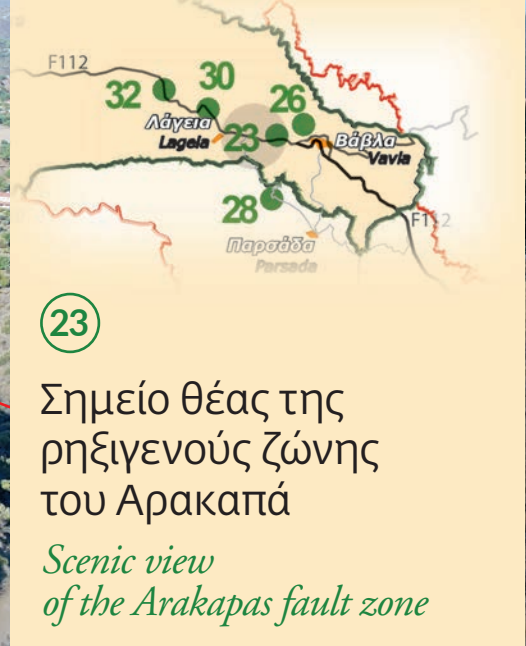 F112
32
30
26
Λάγεια
Lageia
23
Βάβλα
Vavla
28
F112
Παρσάδα
Parsada
23
Σημείο θέας της
ρηξιγενούς ζώνης
του Αρακαπά
Scenic view
of the Arakapas fault zone